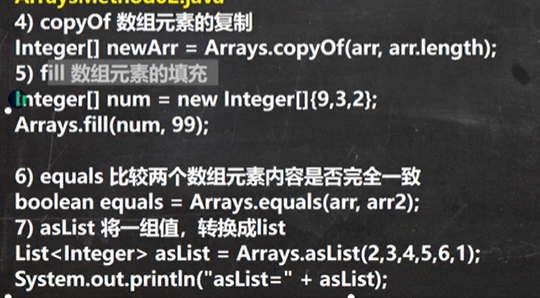 ArraysMethod02.java
4) copyOf 数组元素的复制
Integer[] newArr = Arrays.copyOf(arr, arr.length);
5) fill 数组元素的填充
Integer[] num = new Integer[]{9,3,2};
Arrays.fill(num, 99);
6) equals 比较两个数组元素内容是否完全一致
boolean equals = Arrays.equals(arr, arr2);
7) asList 将一组值，转换成list
List<Integer> asList = Arrays.asList(2,3,4,5,6,1);
System.out.println("asList=" + asList);